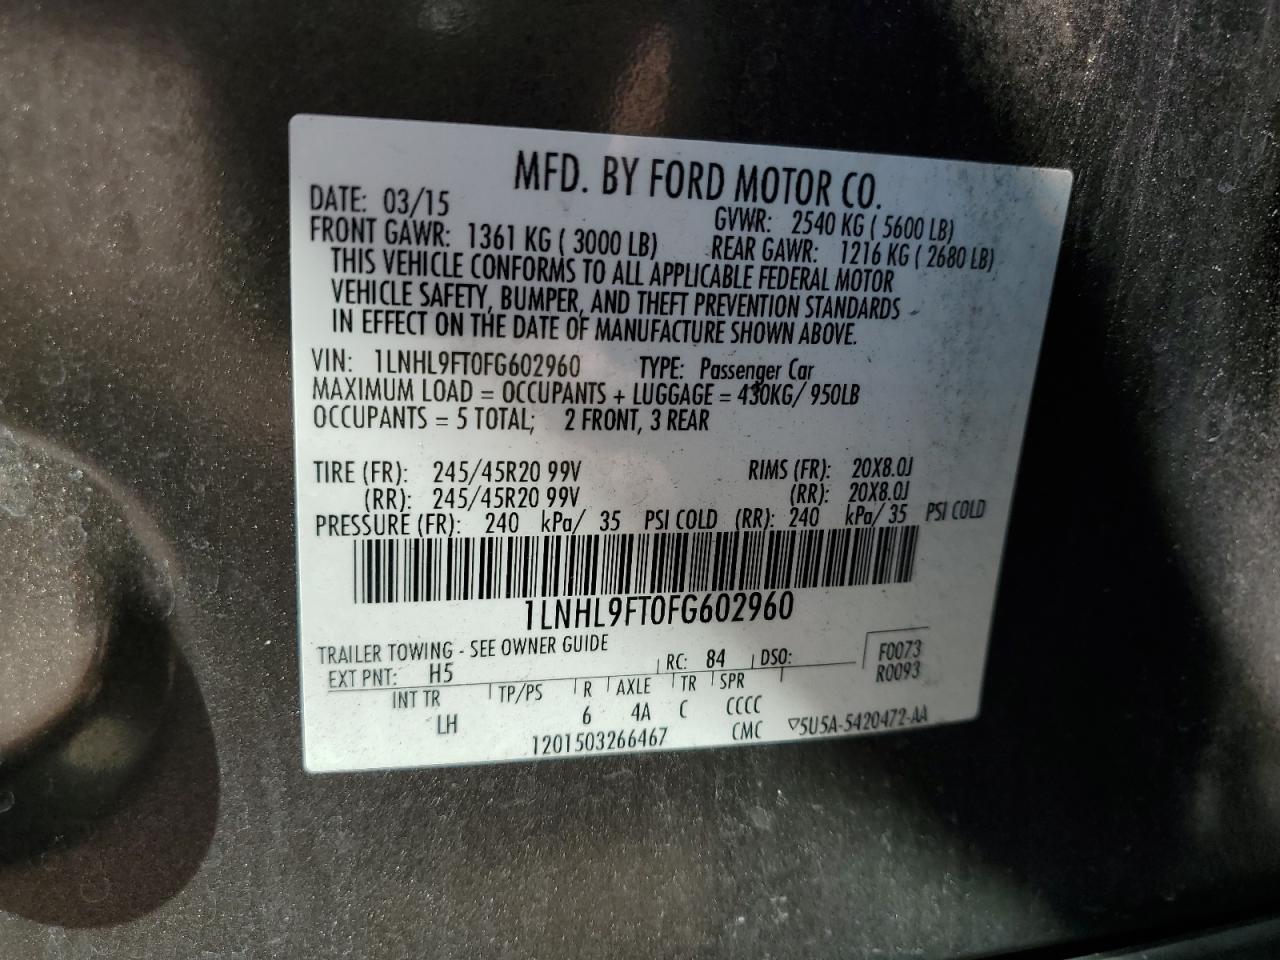 MFD. BY FORD MOTOR CO.
DATE: 03/15 GVWR: 2540 KG ( 5600 LB)
FRONT GAWR: 1361 KG ( 3000 LB) REAR GAWR: 1216 KG ( 2680 LB)
THIS VEHICLE CONFORMS TO ALL APPLICABLE FEDERAL MOTOR
VEHICLE SAFETY, BUMPER, AND THEFT PREVENTION STANDARDS
IN EFFECT ON THE DATE OF MANUFACTURE SHOWN ABOVE.
VIN: 1LNHL9FT0FG602960 TYPE: Passenger Car
MAXIMUM LOAD = OCCUPANTS + LUGGAGE = 430KG/ 950LB
OCCUPANTS = 5 TOTAL; 2 FRONT, 3 REAR
TIRE (FR): 245/45R20 99V RIMS (FR): 20X8.0J
(RR): 245/45R20 99V (RR): 20X8.0J
PRESSURE (FR): 240 kPa/ 35 PSI COLD (RR): 240 kPa/ 35 PSI COLD
1LNHL9FT0FG602960
TRAILER TOWING - SEE OWNER GUIDE
EXT PNT: H5 RC: 84 DSO: F0073
R0093
INT TR TP/PS R AXLE TR SPR
LH 6 4A C CCCC
1201503266467 CMC ▽5U5A-5420472-AA